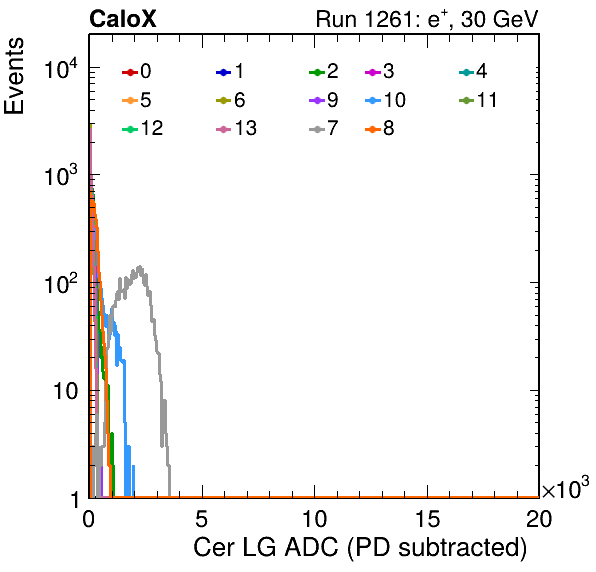 CaloX Run 1261: e⁺, 30 GeV
Events
0 1 2 3 4
5 6 9 10 11
12 13 7 8
10⁴
10³
10²
10
1
0 5 10 15 20
×10³
Cer LG ADC (PD subtracted)